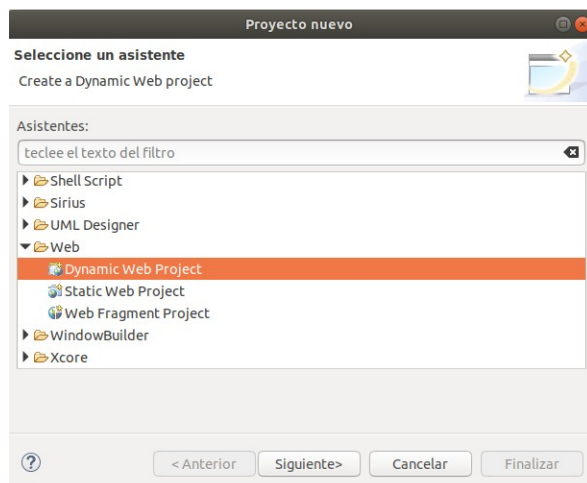 Proyecto nuevo
Seleccione un asistente
Create a Dynamic Web project
Asistentes:
teclee el texto del filtro
Shell Script
Sirius
UML Designer
Web
Dynamic Web Project
Static Web Project
Web Fragment Project
WindowBuilder
Xcore
? < Anterior Siguiente> Cancelar Finalizar